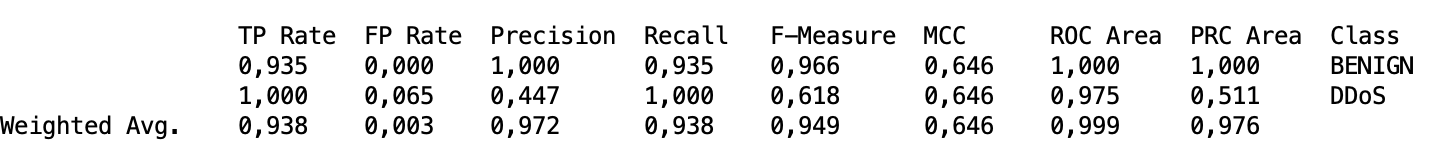 TP Rate FP Rate Precision Recall F-Measure MCC ROC Area PRC Area Class
0,935 0,000 1,000 0,935 0,966 0,646 1,000 1,000 BENIGN
1,000 0,065 0,447 1,000 0,618 0,646 0,975 0,511 DDoS
Weighted Avg. 0,938 0,003 0,972 0,938 0,949 0,646 0,999 0,976